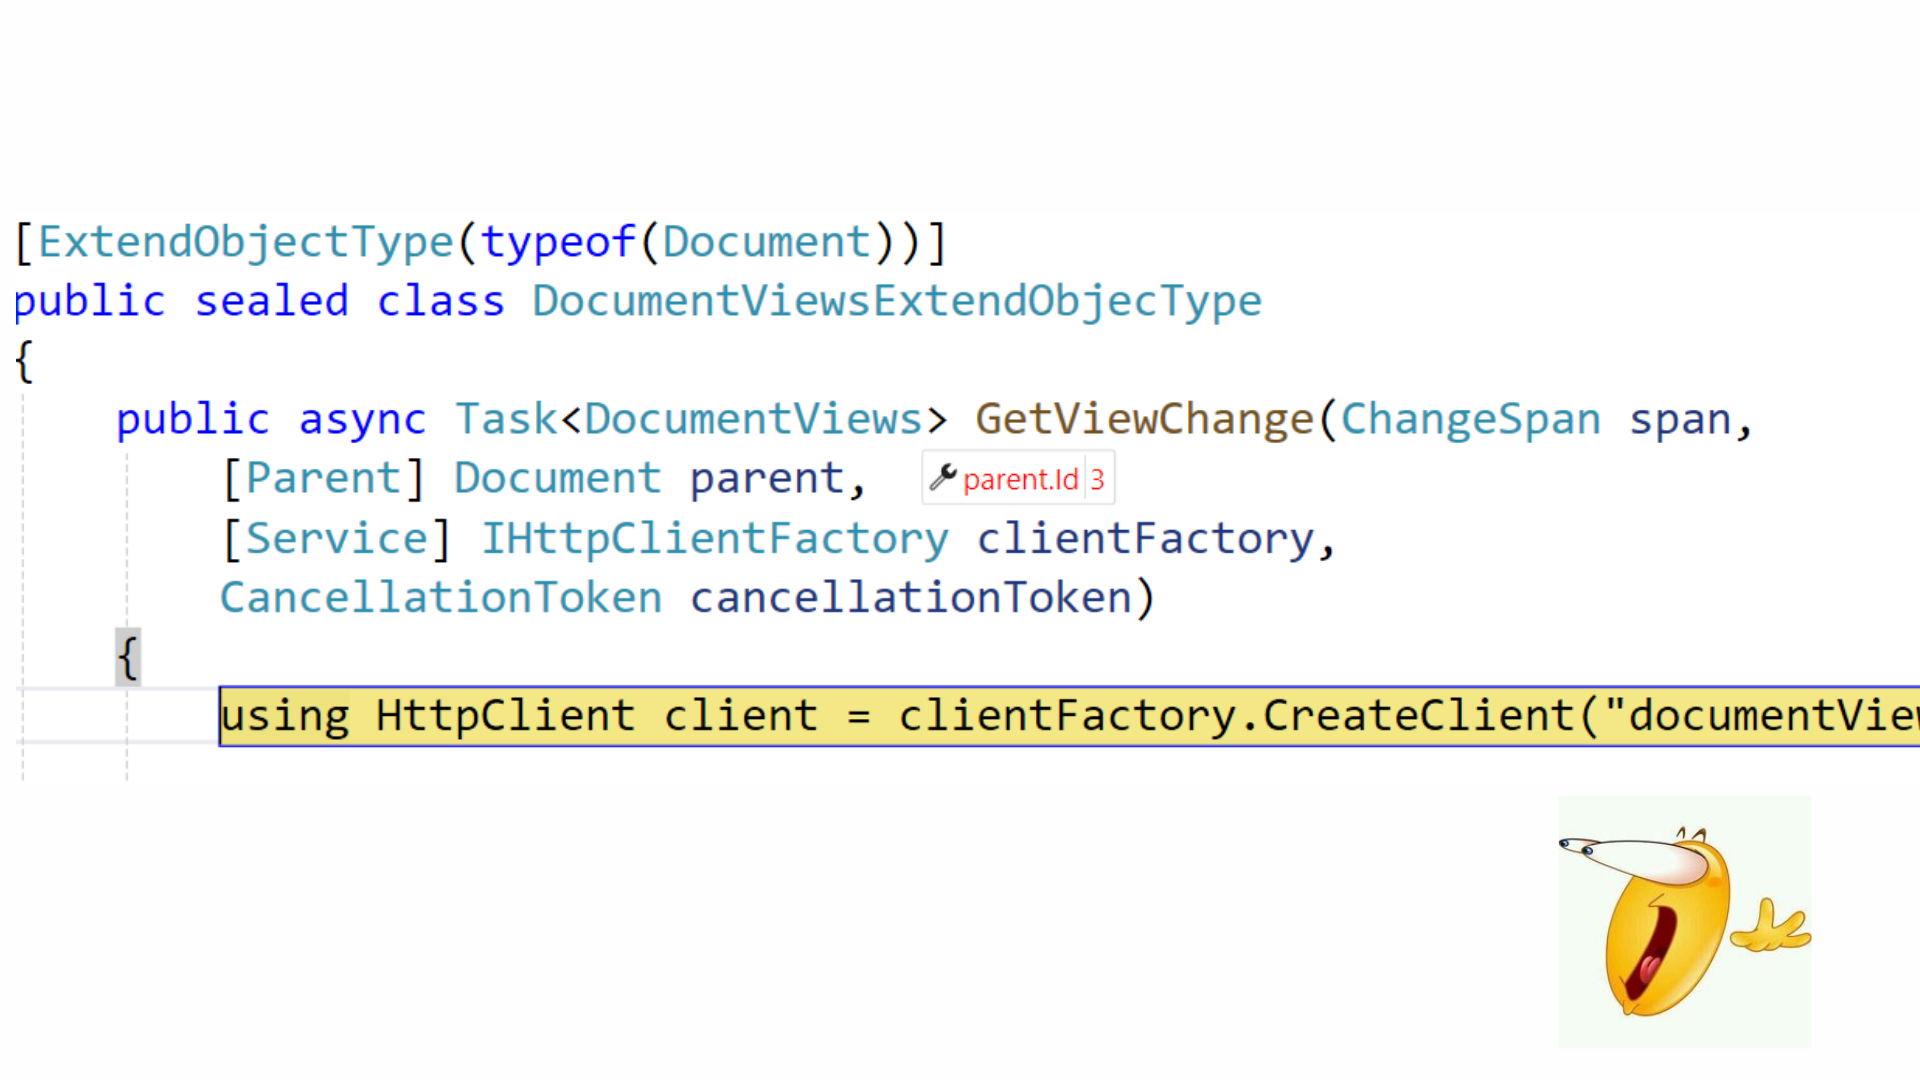 [ExtendObjectType(typeof(Document))]
public sealed class DocumentViewsExtendObjecType
{
public async Task<DocumentViews> GetViewChange(ChangeSpan span,
[Parent] Document parent, parent.Id 3
[Service] IHttpClientFactory clientFactory,
CancellationToken cancellationToken)
{
using HttpClient client = clientFactory.CreateClient("documentView